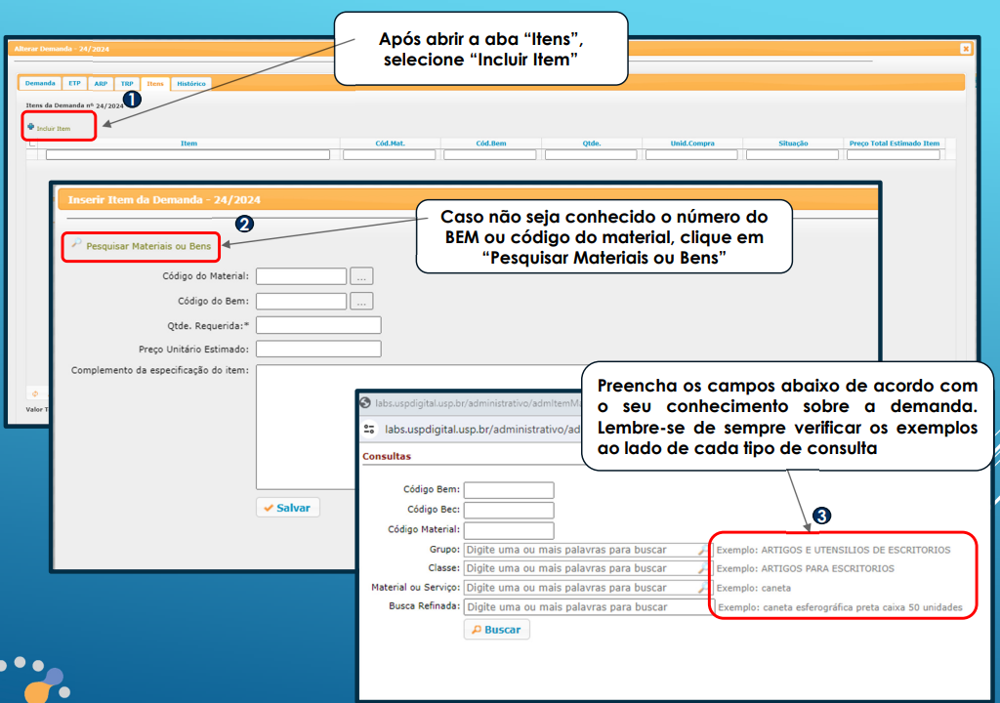 Após abrir a aba “Itens”,
selecione “Incluir Item”
Alterar Demanda - 24/2024
Demanda ETP ARP TRP Itens Histórico
Itens da Demanda nº 24/2024
1
Incluir Item
Item Cód.Mat. Cód.Bem Qtde. Unid.Compra Situação Preço Total Estimado Item
Inserir Item da Demanda - 24/2024
2
Pesquisar Materiais ou Bens
Caso não seja conhecido o número do
BEM ou código do material, clique em
“Pesquisar Materiais ou Bens”
Código do Material: ...
Código do Bem: ...
Qtde. Requerida:*
Preço Unitário Estimado:
Complemento da especificação do item:
Salvar
Valor T
Preencha os campos abaixo de acordo com
o seu conhecimento sobre a demanda.
Lembre-se de sempre verificar os exemplos
ao lado de cada tipo de consulta
labs.uspdigital.usp.br/administrativo/admItemMa
labs.uspdigital.usp.br/administrativo/ad
Consultas
3
Código Bem:
Código Bec:
Código Material:
Grupo: Digite uma ou mais palavras para buscar Exemplo: ARTIGOS E UTENSILIOS DE ESCRITORIOS
Classe: Digite uma ou mais palavras para buscar Exemplo: ARTIGOS PARA ESCRITORIOS
Material ou Serviço: Digite uma ou mais palavras para buscar Exemplo: caneta
Busca Refinada: Digite uma ou mais palavras para buscar Exemplo: caneta esferográfica preta caixa 50 unidades
Buscar